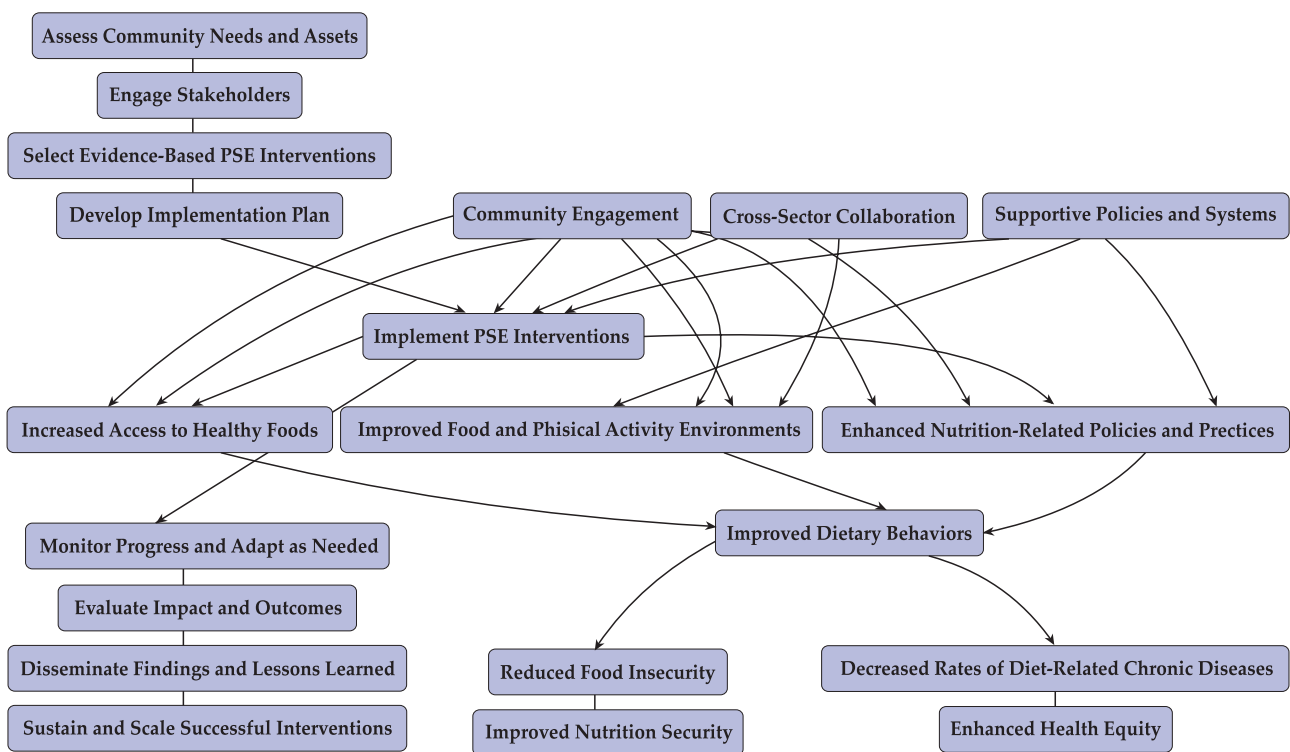 Assess Community Needs and Assets
Engage Stakeholders
Select Evidence-Based PSE Interventions
Develop Implementation Plan
Community Engagement
Cross-Sector Collaboration
Supportive Policies and Systems
Implement PSE Interventions
Increased Access to Healthy Foods
Improved Food and Phisical Activity Environments
Enhanced Nutrition-Related Policies and Prectices
Monitor Progress and Adapt as Needed
Improved Dietary Behaviors
Evaluate Impact and Outcomes
Disseminate Findings and Lessons Learned
Reduced Food Insecurity
Decreased Rates of Diet-Related Chronic Diseases
Sustain and Scale Successful Interventions
Improved Nutrition Security
Enhanced Health Equity